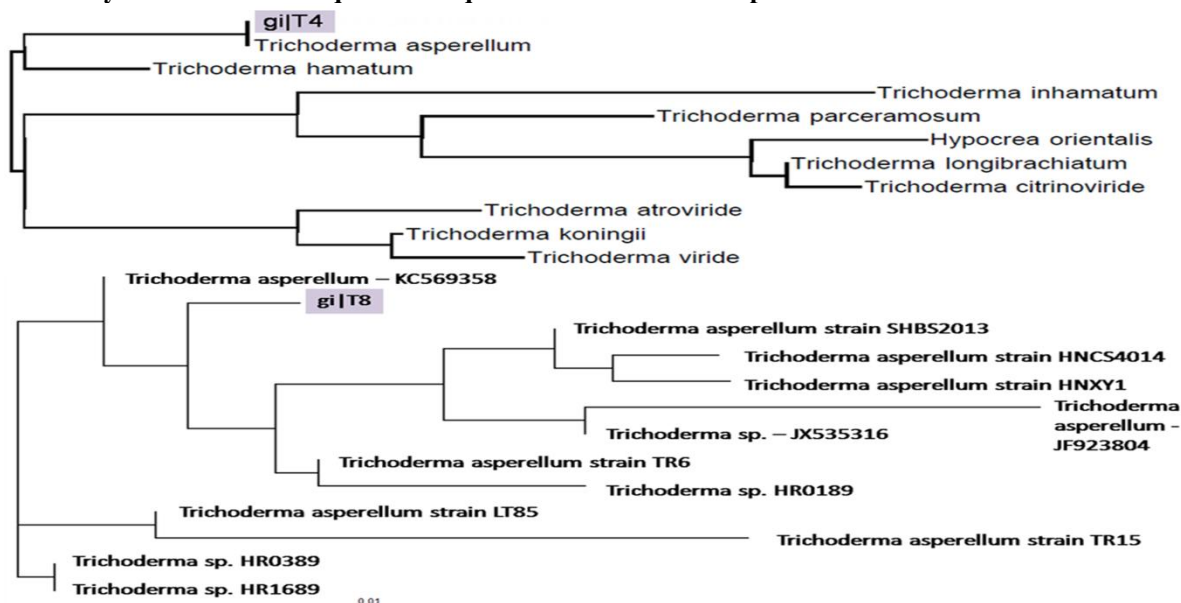 gi|T4
Trichoderma asperellum
Trichoderma hamatum
Trichoderma inhamatum
Trichoderma parceramosum
Hypocrea orientalis
Trichoderma longibrachiatum
Trichoderma citrinoviride
Trichoderma atroviride
Trichoderma koningii
Trichoderma viride
Trichoderma asperellum – KC569358
gi|T8
Trichoderma asperellum strain SHBS2013
Trichoderma asperellum strain HNCS4014
Trichoderma asperellum strain HNXY1
Trichoderma
asperellum -
JF923804
Trichoderma sp. – JX535316
Trichoderma asperellum strain TR6
Trichoderma sp. HR0189
Trichoderma asperellum strain LT85
Trichoderma asperellum strain TR15
Trichoderma sp. HR0389
Trichoderma sp. HR1689